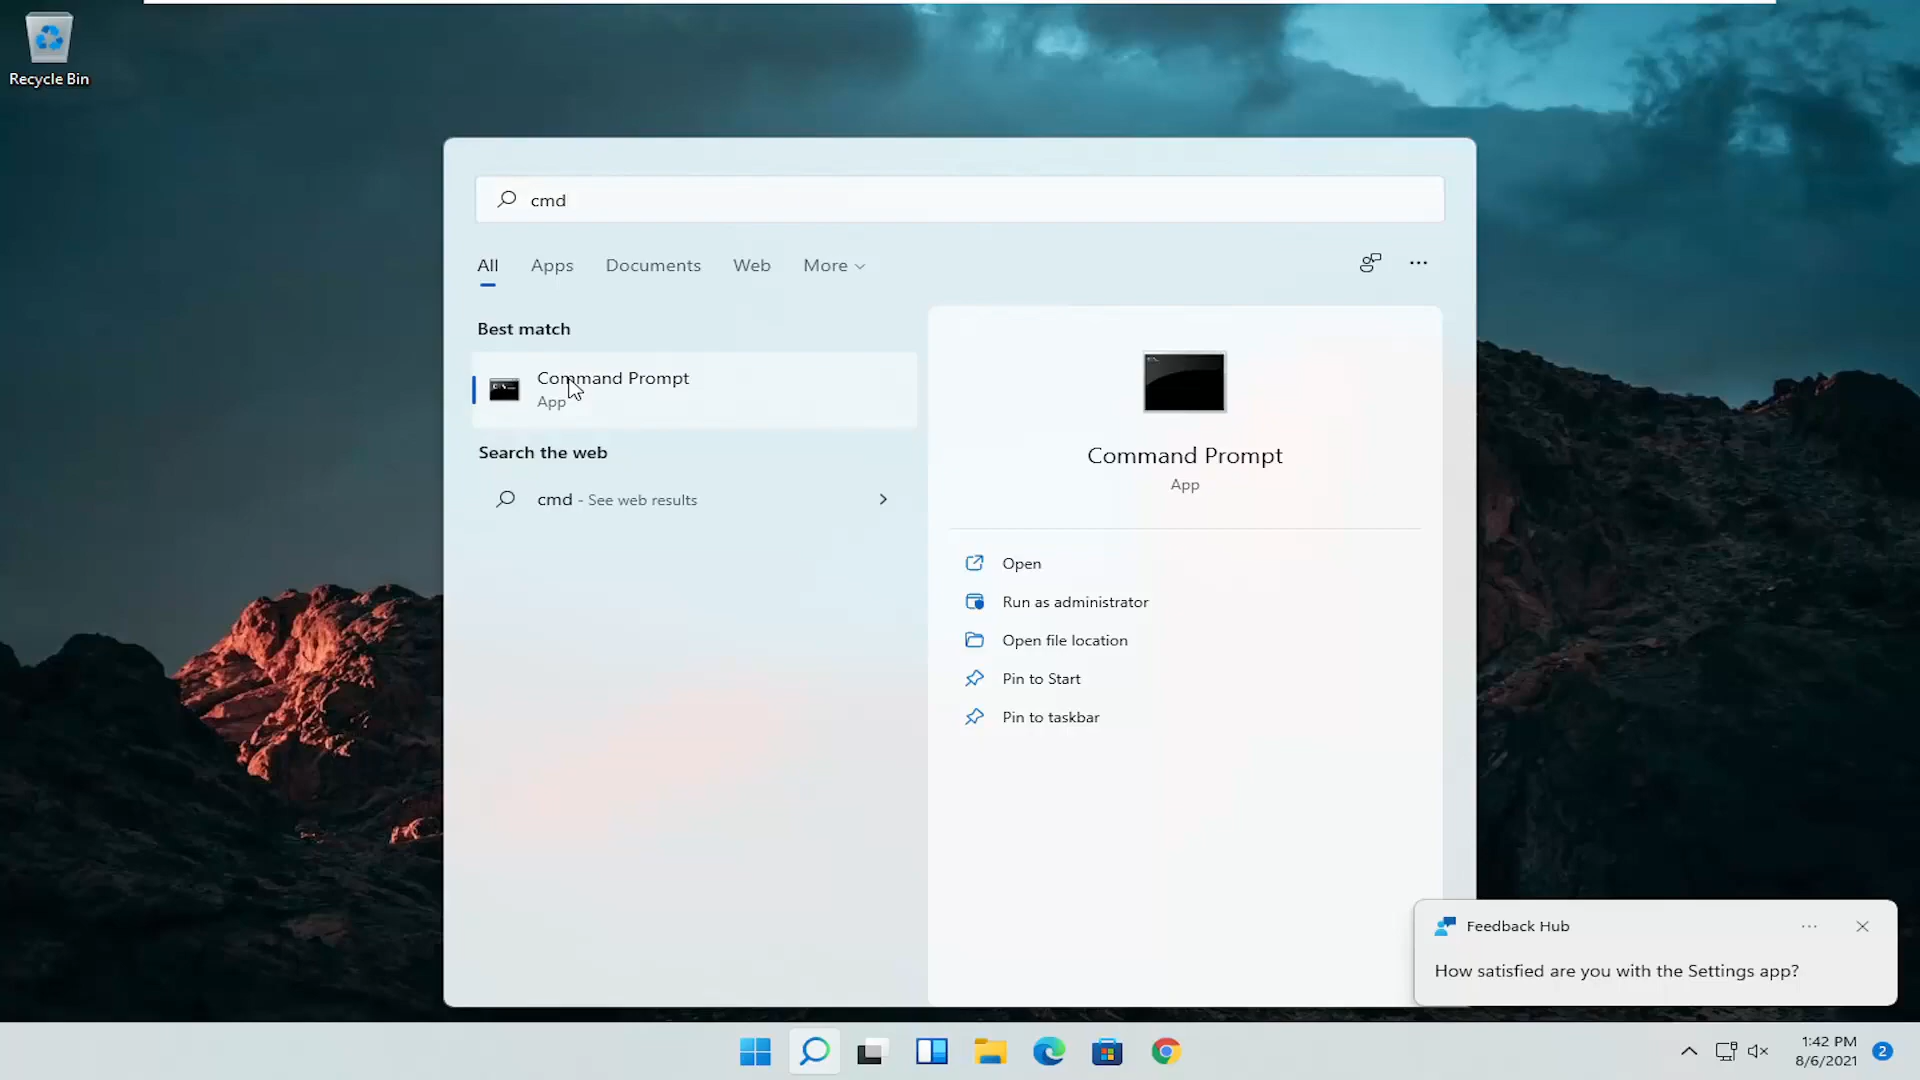 Recycle Bin
cmd
All
Apps
Documents
Web
More
Best match
Command Prompt
App
Search the web
cmd - See web results
Command Prompt
App
Open
Run as administrator
Open file location
Pin to Start
Pin to taskbar
Feedback Hub
How satisfied are you with the Settings app?
1:42 PM
8/6/2021
2